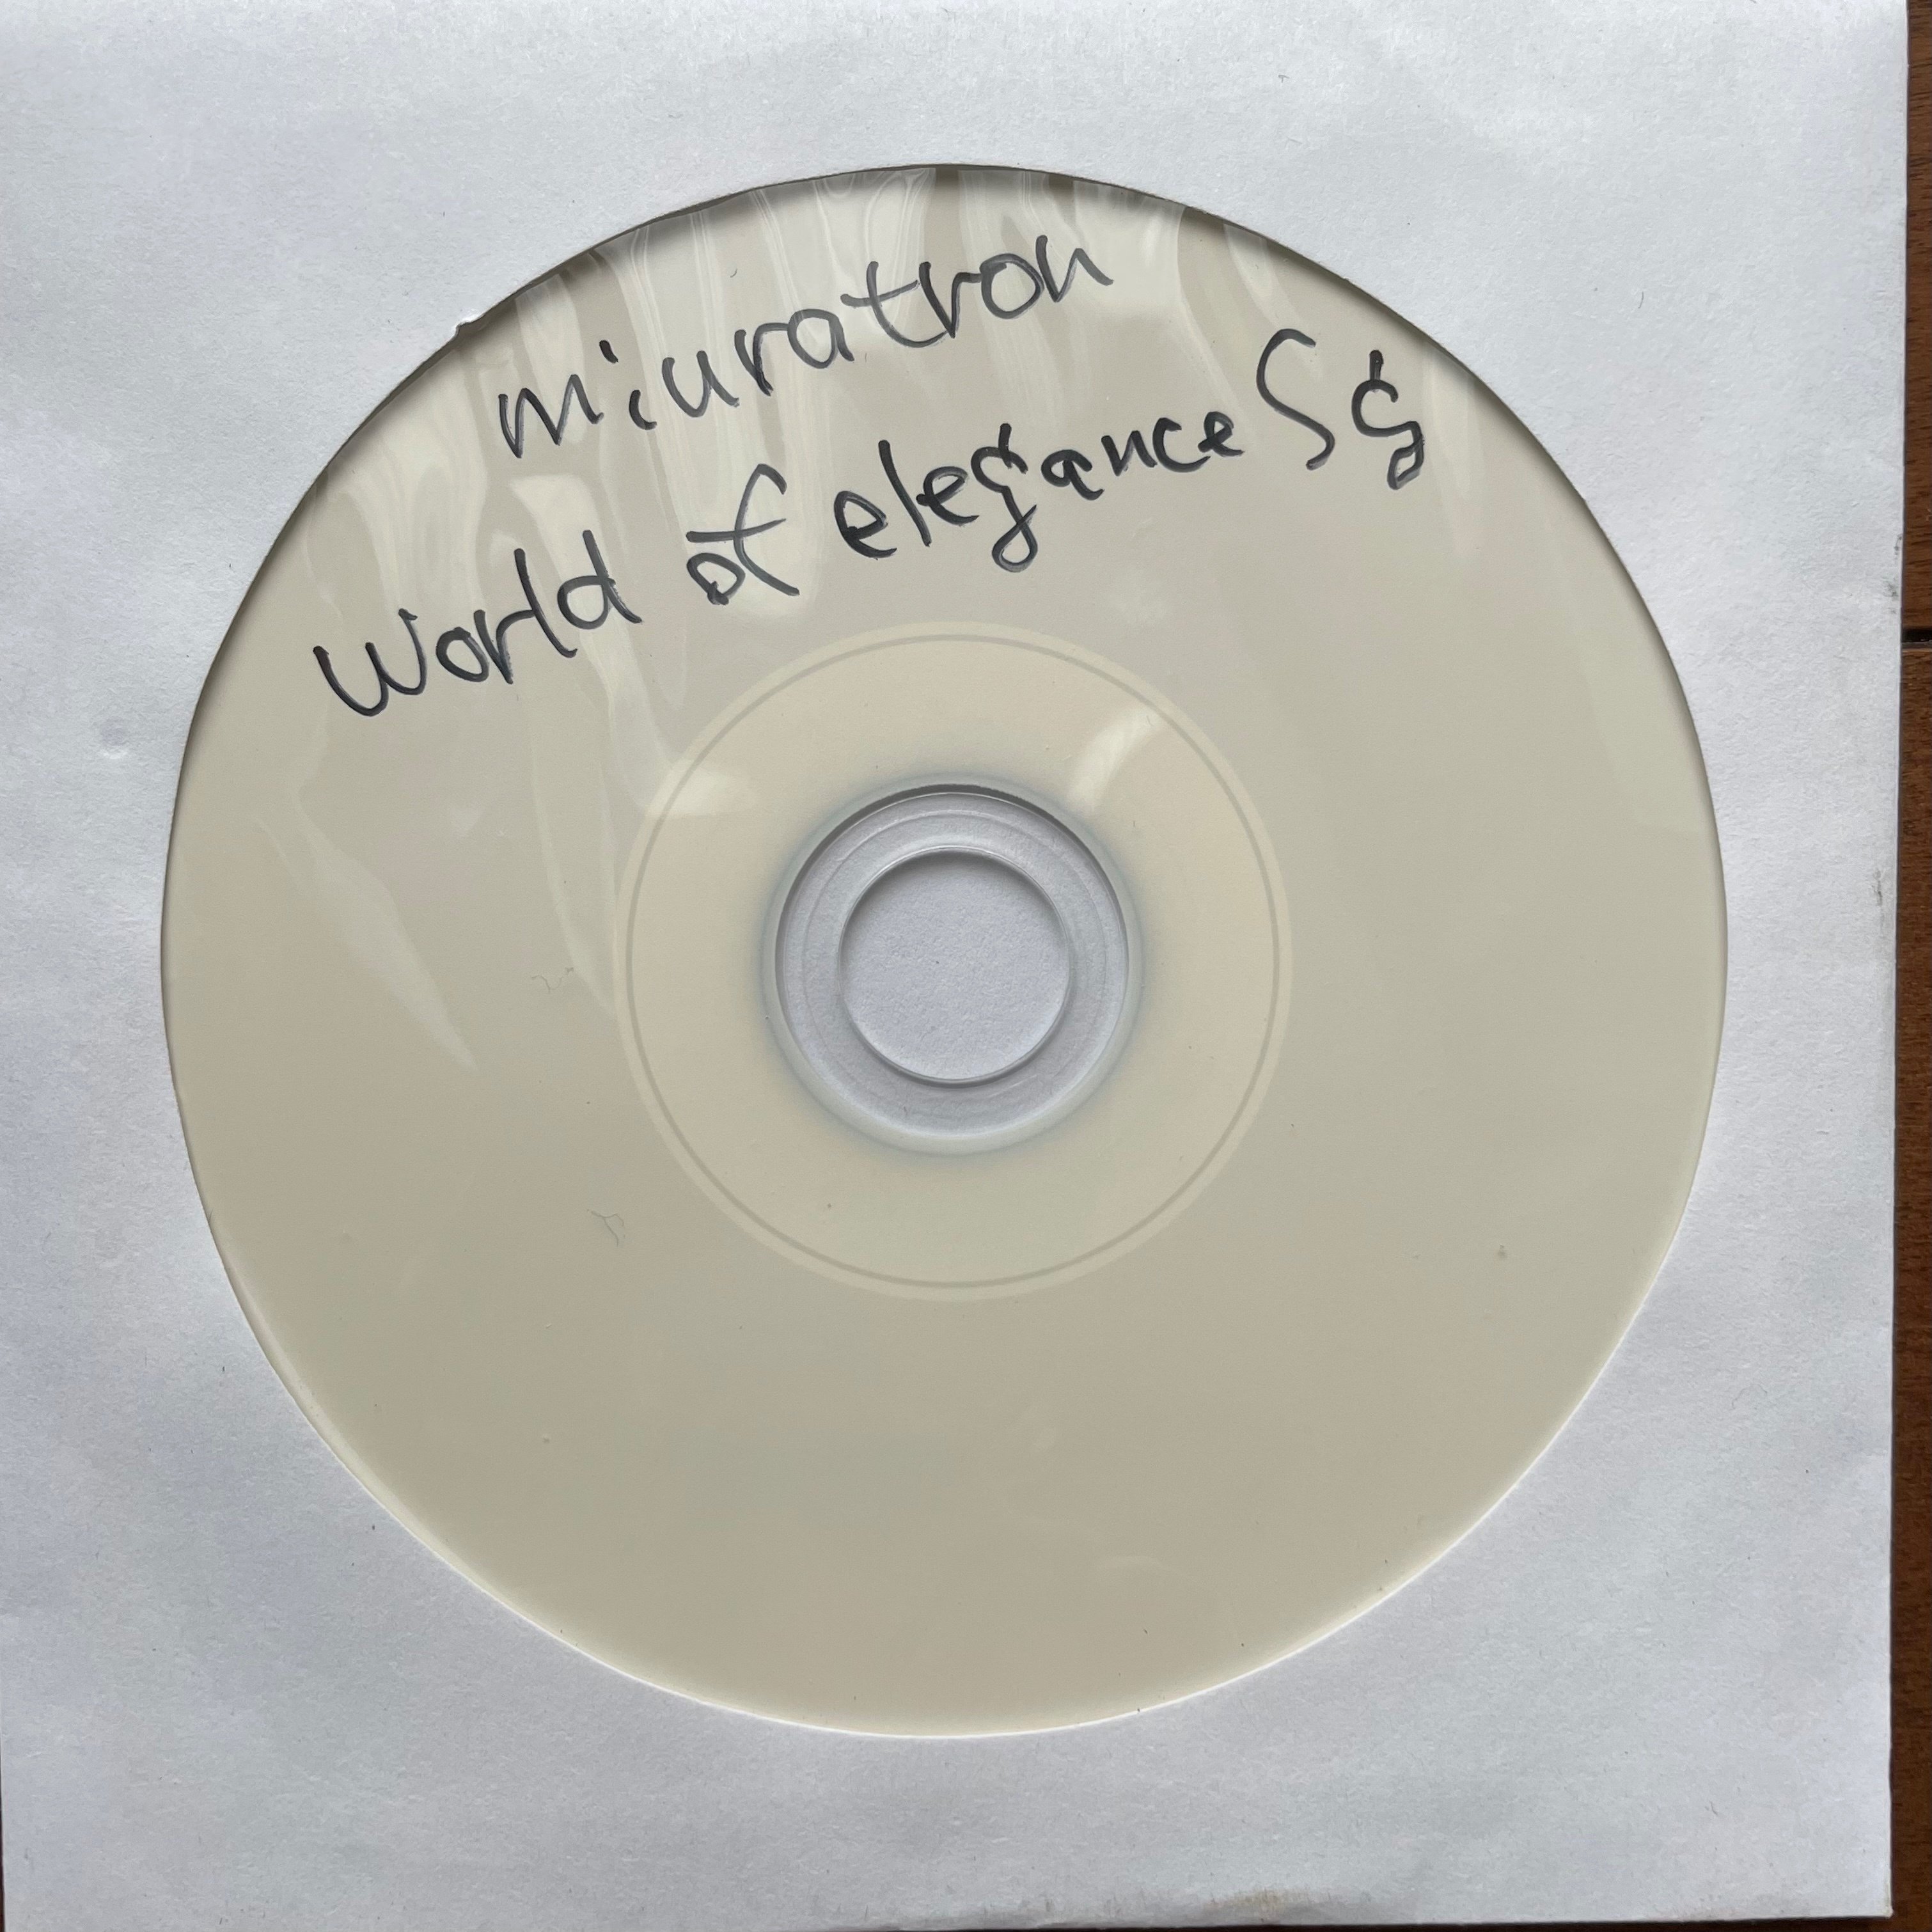 miuratron
world of elegance